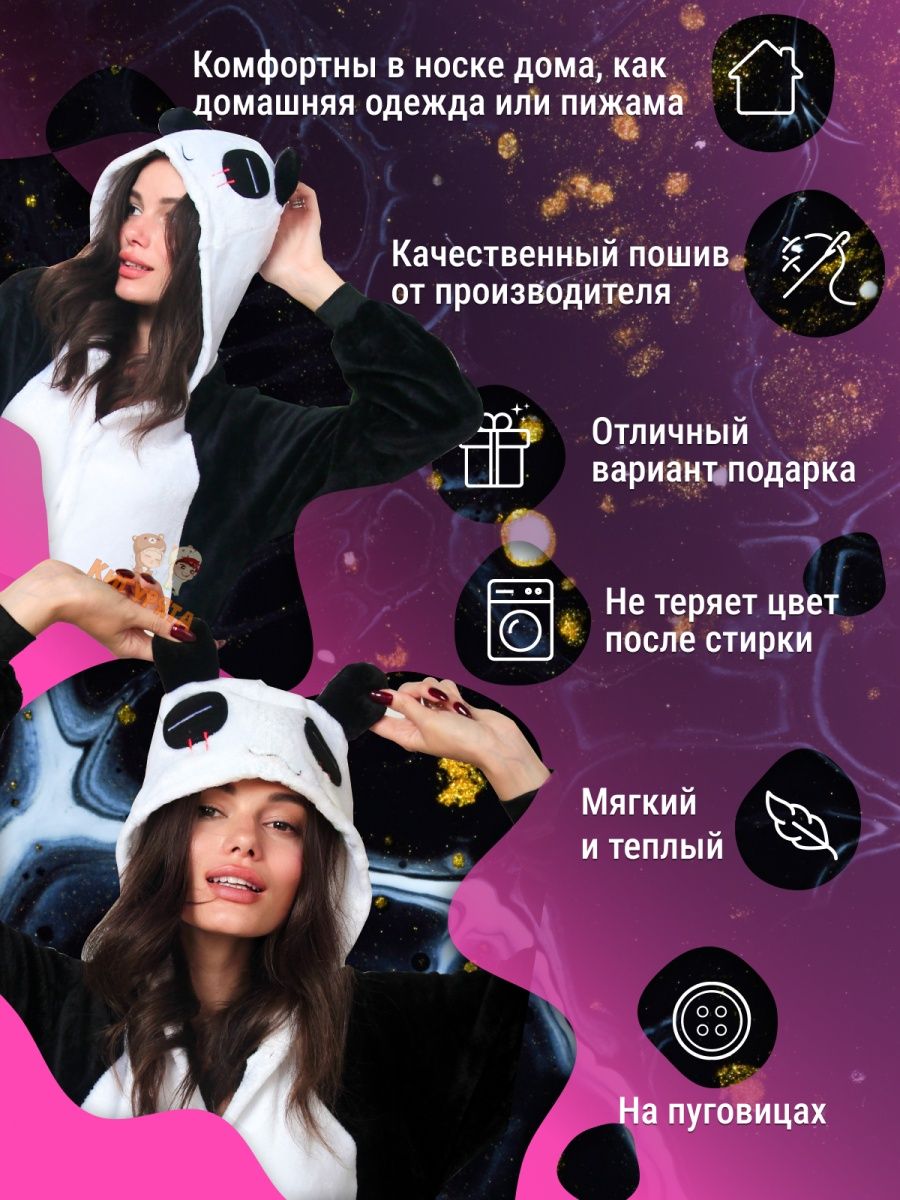 Комфортны в носке дома, как
домашняя одежда или пижама
Качественный пошив
от производителя
Отличный
вариант подарка
Не теряет цвет
после стирки
Мягкий
и теплый
На пуговицах